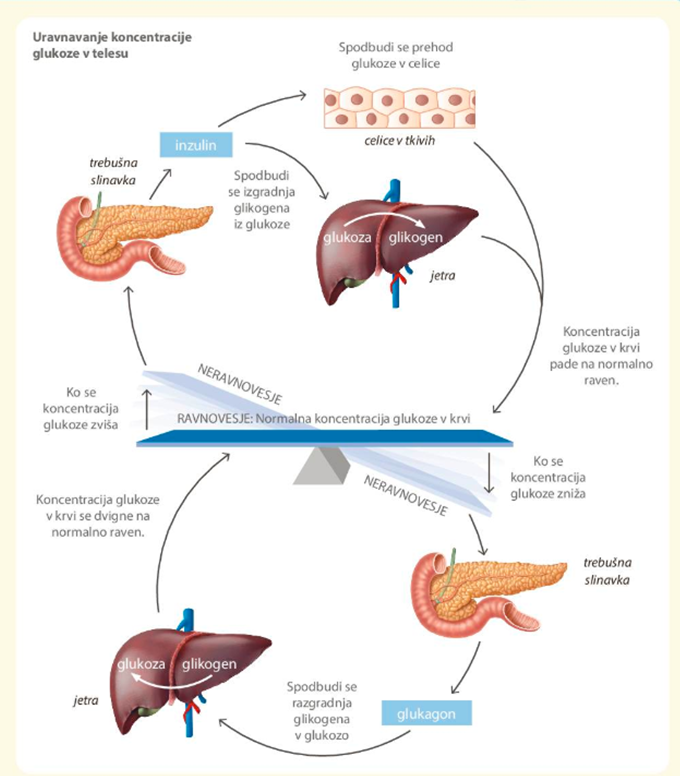 Uravnavanje koncentracije
glukoze v telesu
Spodbudi se prehod
glukoze v celice
inzulin
celice v tkivih
trebušna
slinavka
Spodbudi
se izgradnja
glikogena
iz glukoze
glukoza glikogen
jetra
Koncentracija
glukoze v krvi
pade na normalno
raven.
NERAVNOVESJE
Ko se
koncentracija
glukoze zviša
RAVNOVESJE: Normalna koncentracija glukoze v krvi
Ko se
koncentracija
glukoze zniža
NERAVNOVESJE
Koncentracija glukoze
v krvi se dvigne na
normalno raven.
trebušna
slinavka
glukoza glikogen
jetra
Spodbudi se
razgradnja
glikogena
v glukozo
glukagon